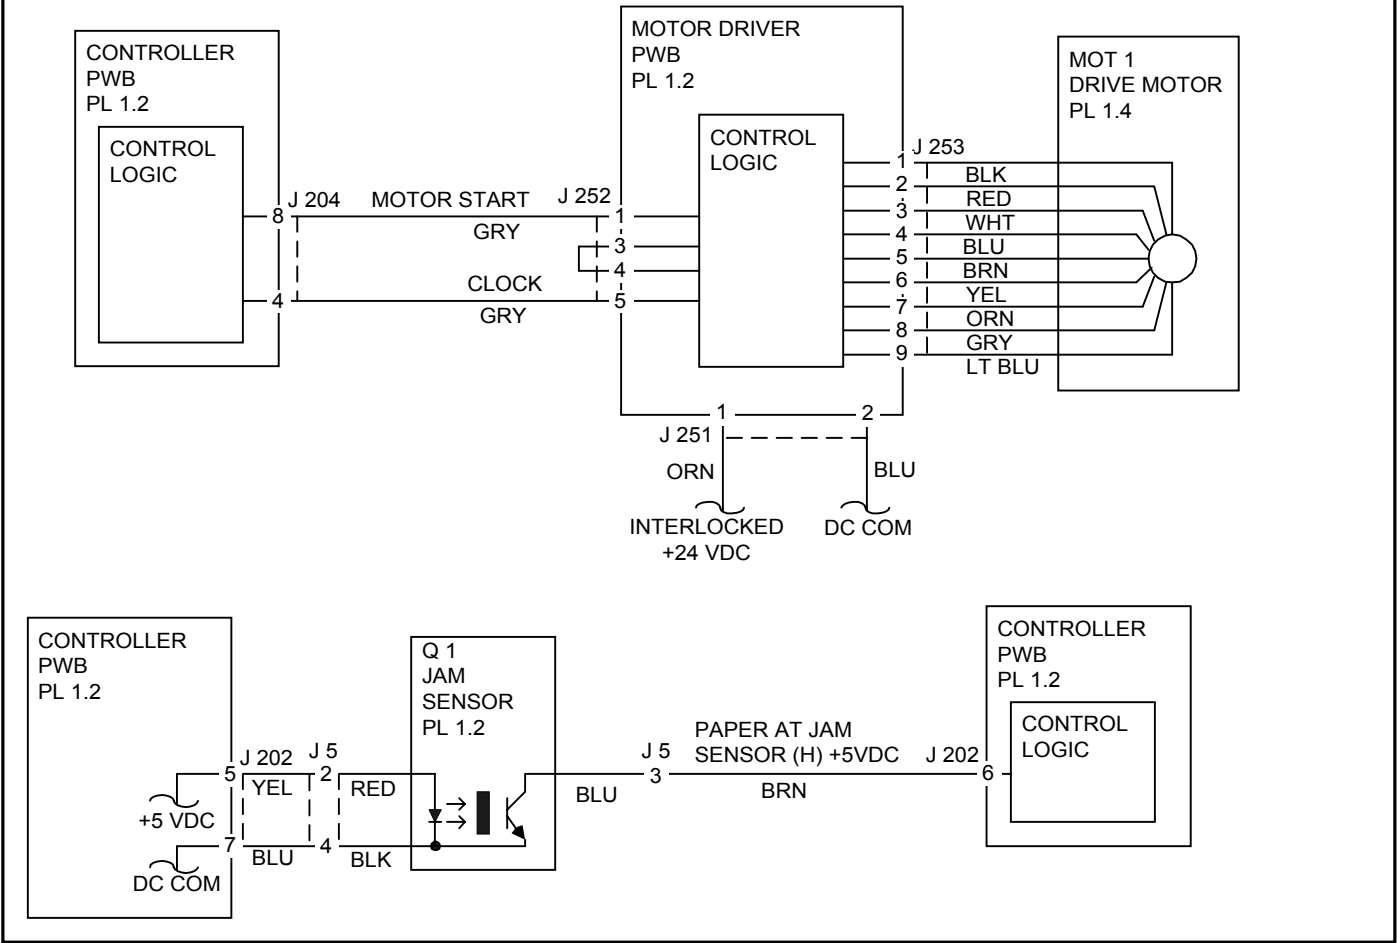 CONTROLLER
PWB
PL 1.2
CONTROL
LOGIC
8
J 204
4
MOTOR START
GRY
CLOCK
GRY
J 252
1
3
4
5
MOTOR DRIVER
PWB
PL 1.2
CONTROL
LOGIC
J 253
1
2
3
4
5
6
7
8
9
BLK
RED
WHT
BLU
BRN
YEL
ORN
GRY
LT BLU
MOT 1
DRIVE MOTOR
PL 1.4
1
2
J 251
ORN
BLU
INTERLOCKED
+24 VDC
DC COM
CONTROLLER
PWB
PL 1.2
5
J 202
J 5
2
YEL
RED
+5 VDC
7
4
BLU
BLK
DC COM
Q 1
JAM
SENSOR
PL 1.2
BLU
J 5
3
PAPER AT JAM
SENSOR (H) +5VDC
BRN
J 202
6
CONTROLLER
PWB
PL 1.2
CONTROL
LOGIC